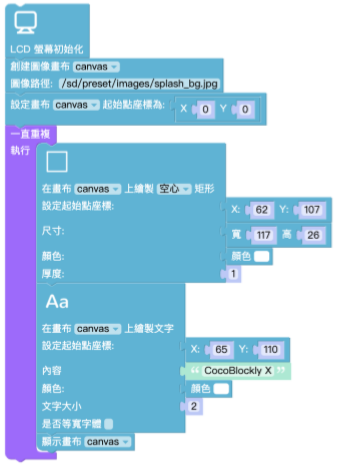 LCD 螢幕初始化
創建圖像畫布 canvas
圖像路徑: /sd/preset/images/splash_bg.jpg
設定畫布 canvas 起始點座標為: X 0 Y 0
一直重複
執行
在畫布 canvas 上繪製 空心 矩形
設定起始點座標: X: 62 Y: 107
尺寸: 寬 117 高 26
顏色: 顏色
厚度: 1
Aa
在畫布 canvas 上繪製文字
設定起始點座標: X: 65 Y: 110
內容 “ CocoBlockly X ”
顏色: 顏色
文字大小 2
是否等寬字體
顯示畫布 canvas